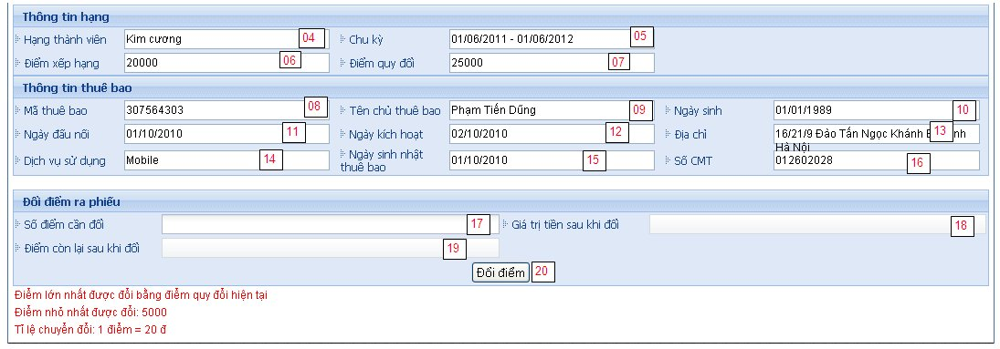 Thông tin hạng
Hạng thành viên Kim cương 04 Chu kỳ 01/06/2011 - 01/06/2012 05
Điểm xếp hạng 20000 06 Điểm quy đổi 25000 07
Thông tin thuê bao
Mã thuê bao 307564303 08 Tên chủ thuê bao Phạm Tiến Dũng 09 Ngày sinh 01/01/1989 10
Ngày đấu nối 01/10/2010 11 Ngày kích hoạt 02/10/2010 12 Địa chỉ 16/21/9 Đào Tấn Ngọc Khánh 13
Hà Nội
Dịch vụ sử dụng Mobile 14 Ngày sinh nhật thuê bao 01/10/2010 15 Số CMT 012602028 16
Đổi điểm ra phiếu
Số điểm cần đổi 17 Giá trị tiền sau khi đổi 18
Điểm còn lại sau khi đổi 19
Đổi điểm 20
Điểm lớn nhất được đổi bằng điểm quy đổi hiện tại
Điểm nhỏ nhất được đổi: 5000
Tỉ lệ chuyển đổi: 1 điểm = 20 đ